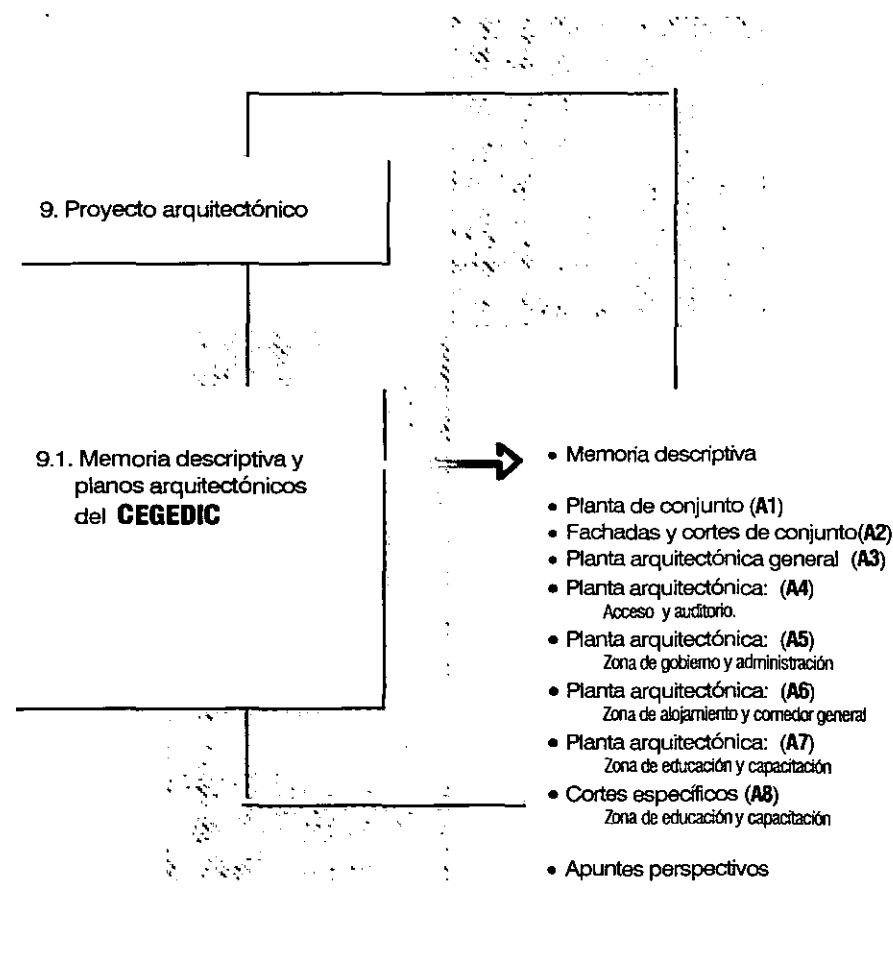 9. Proyecto arquitectónico
9.1. Memoria descriptiva y
planos arquitectónicos
del CEGEDIC
• Memoria descriptiva
• Planta de conjunto (A1)
• Fachadas y cortes de conjunto(A2)
• Planta arquitectónica general (A3)
• Planta arquitectónica: (A4)
Acceso y auditorio.
• Planta arquitectónica: (A5)
Zona de gobierno y administración
• Planta arquitectónica: (A6)
Zona de alojamiento y comedor general
• Planta arquitectónica: (A7)
Zona de educación y capacitación
• Cortes específicos (A8)
Zona de educación y capacitación
• Apuntes perspectivos